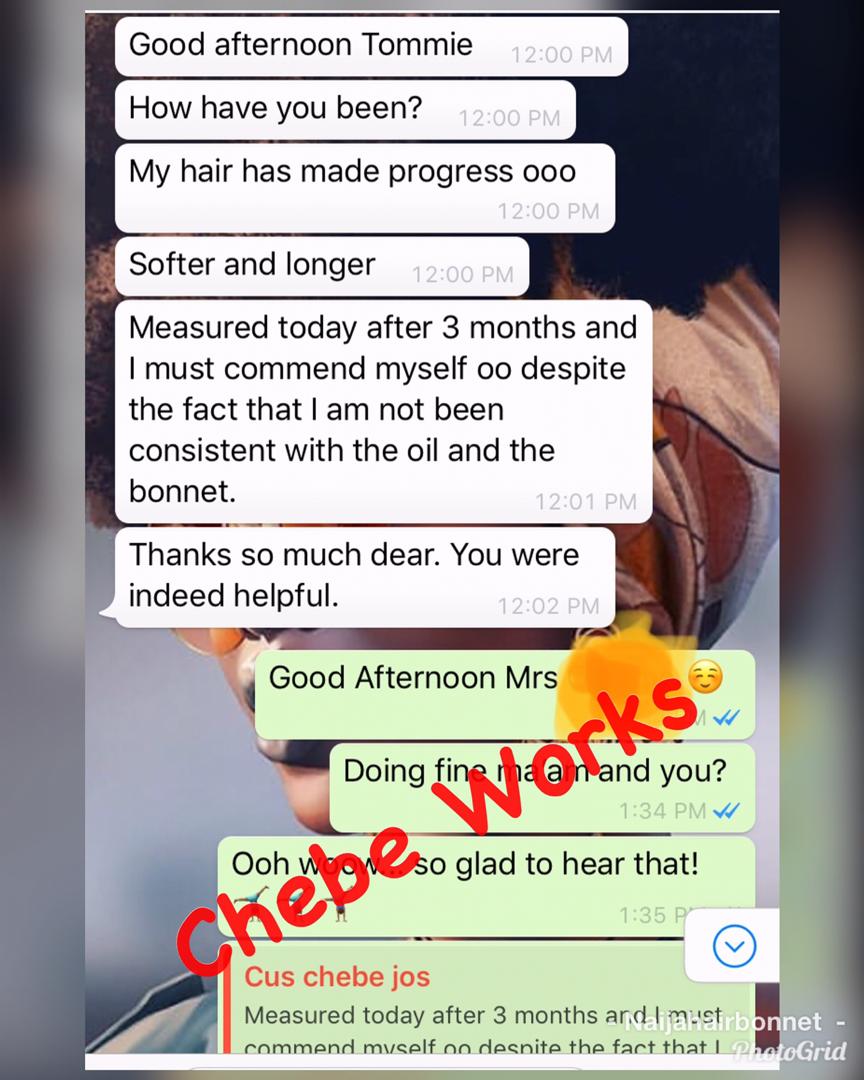 Good afternoon Tommie 12:00 PM
How have you been? 12:00 PM
My hair has made progress ooo
12:00 PM
Softer and longer 12:00 PM
Measured today after 3 months and
I must commend myself oo despite
the fact that I am not been
consistent with the oil and the
bonnet. 12:01 PM
Thanks so much dear. You were
indeed helpful. 12:02 PM
Good Afternoon Mrs ☺️
M
Doing fine ma'am and you?
1:34 PM
Ooh woow... so glad to hear that!
1:35 P
Chebe Works
Cus chebe jos
Measured today after 3 months and I must
commend myself oo despite the fact that I
- Naijahairbonnet -
PhotoGrid